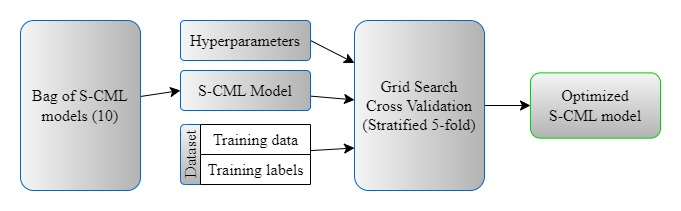 Bag of S-CML
models (10)
Hyperparameters
S-CML Model
Dataset
Training data
Training labels
Grid Search
Cross Validation
(Stratified 5-fold)
Optimized
S-CML model